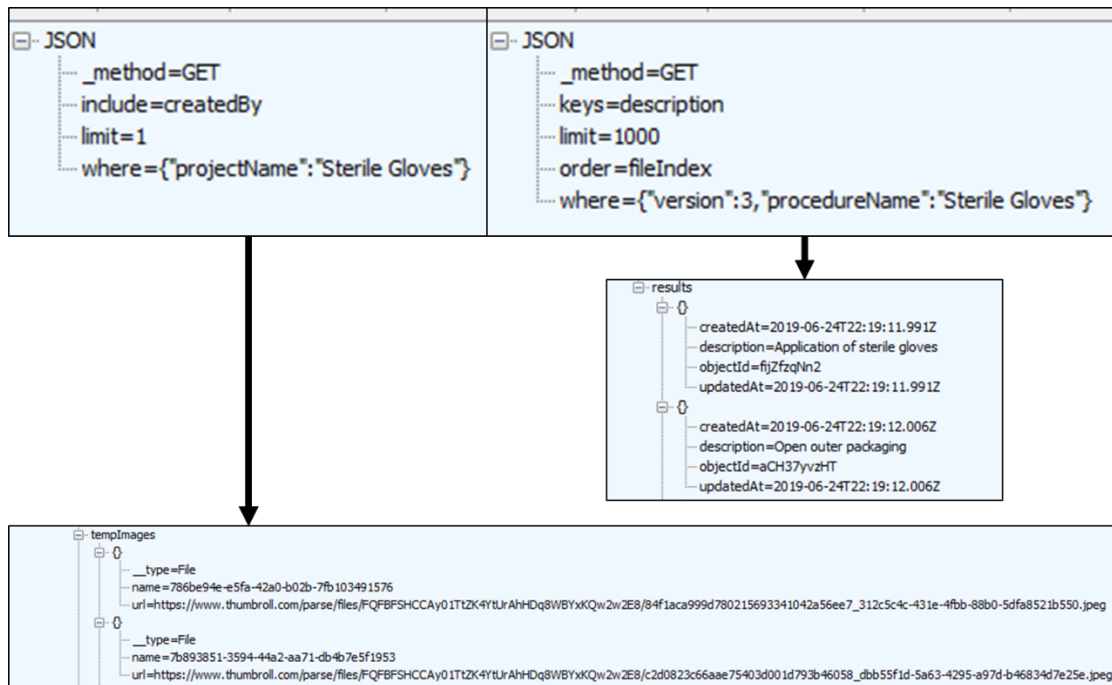 JSON
_method=GET
include=createdBy
limit=1
where={"projectName":"Sterile Gloves"}
JSON
_method=GET
keys=description
limit=1000
order=fileIndex
where={"version":3,"procedureName":"Sterile Gloves"}
results
{}
createdAt=2019-06-24T22:19:11.991Z
description=Application of sterile gloves
objectId=fijZfzqNn2
updatedAt=2019-06-24T22:19:11.991Z
{}
createdAt=2019-06-24T22:19:12.006Z
description=Open outer packaging
objectId=aCH37yvzHT
updatedAt=2019-06-24T22:19:12.006Z
tempImages
{}
__type=File
name=786be94e-e5fa-42a0-b02b-7fb103491576
url=https://www.thumbroll.com/parse/files/FQFBFSHCCAy01TtZK4YtUrAhHDq8WBYxKQw2w2E8/84f1aca999d780215693341042a56ee7_312c5c4c-431e-4fbb-88b0-5dfa8521b550.jpeg
{}
__type=File
name=7b893851-3594-44a2-aa71-db4b7e5f1953
url=https://www.thumbroll.com/parse/files/FQFBFSHCCAy01TtZK4YtUrAhHDq8WBYxKQw2w2E8/c2d0823c66aae75403d001d793b46058_dbb55f1d-5a63-4295-a97d-b46834d7e25e.jpeg